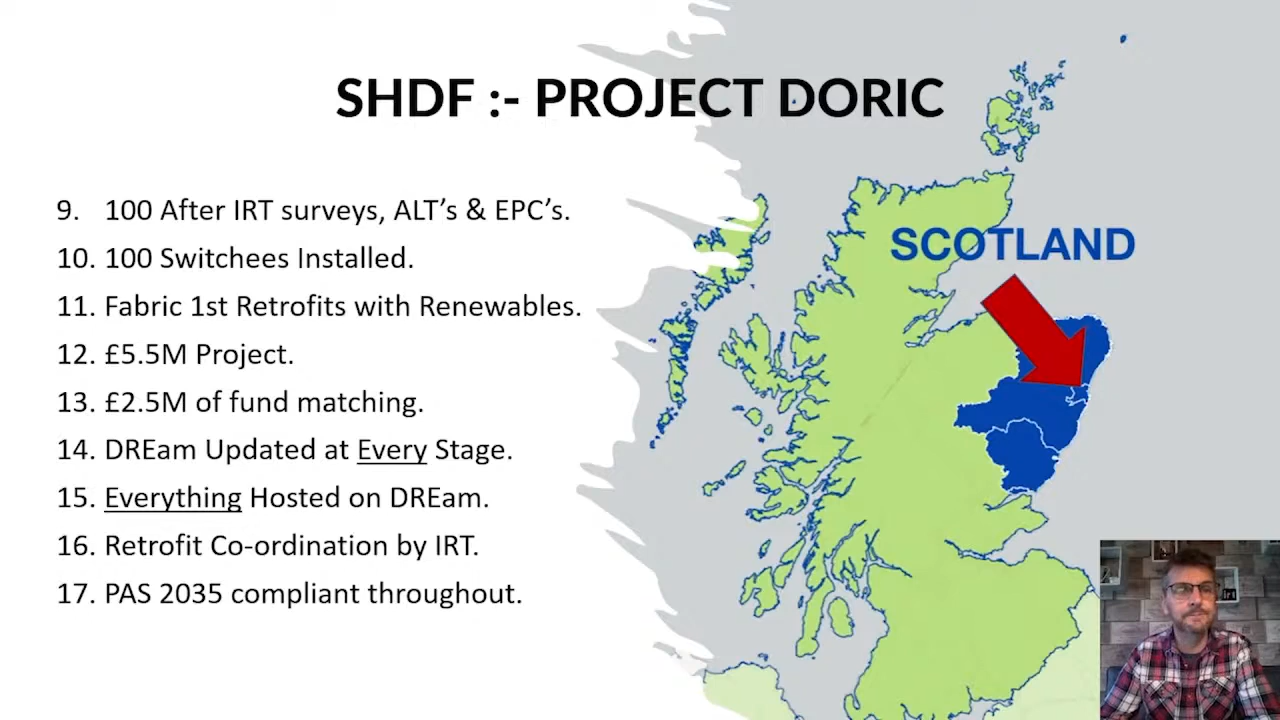 SHDF :- PROJECT DORIC
9. 100 After IRT surveys, ALT’s & EPC’s.
10. 100 Switchees Installed.
11. Fabric 1st Retrofits with Renewables.
12. £5.5M Project.
13. £2.5M of fund matching.
14. DREam Updated at Every Stage.
15. Everything Hosted on DREam.
16. Retrofit Co-ordination by IRT.
17. PAS 2035 compliant throughout.
SCOTLAND